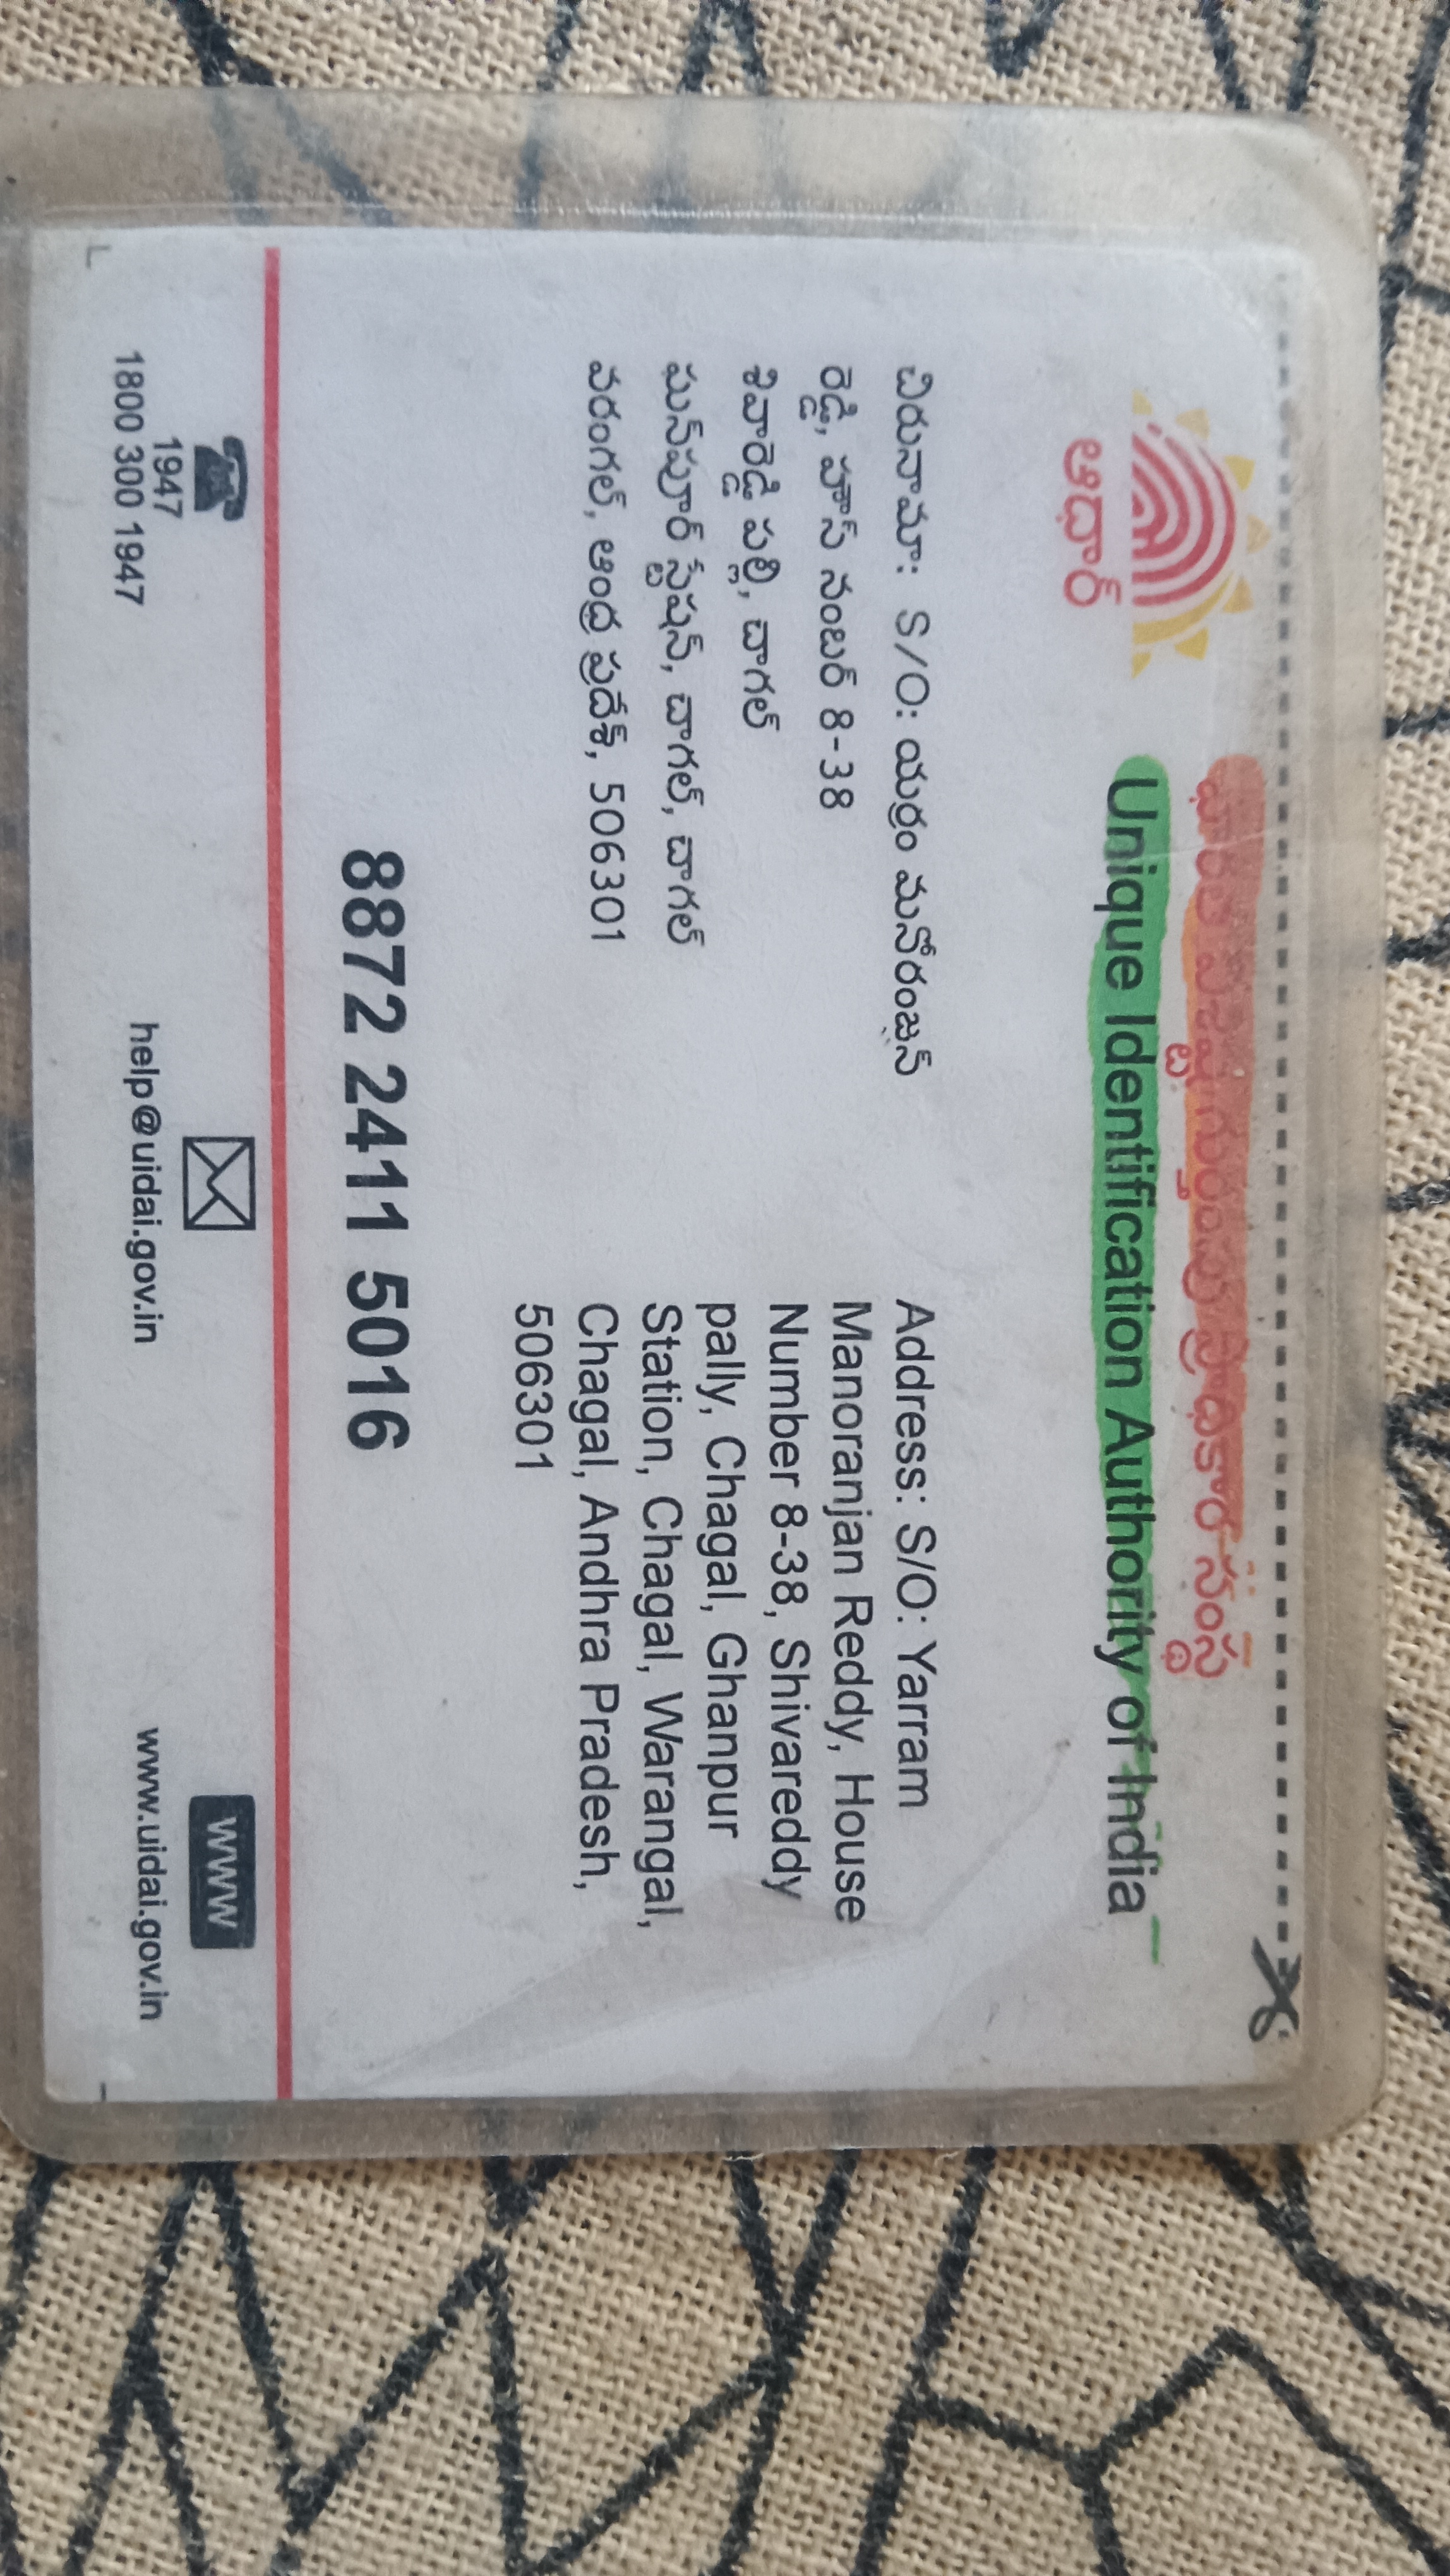 భారత విశిష్ట గుర్తింపు ప్రాధికార సంస్థ
Unique Identification Authority of India
ఆధార్
చిరునామా: S/O: యర్రం మనోరంజన్
రెడ్డి, హౌస్ నంబర్ 8-38
శివారెడ్డి పల్లి, చాగల్
ఘన్‌పూర్ స్టేషన్, చాగల్, చాగల్
వరంగల్, ఆంధ్ర ప్రదేశ్, 506301
Address: S/O: Yarram
Manoranjan Reddy, House
Number 8-38, Shivareddy
pally, Chagal, Ghanpur
Station, Chagal, Warangal,
Chagal, Andhra Pradesh,
506301
8872 2411 5016
1947
1800 300 1947
help@uidai.gov.in
www
www.uidai.gov.in